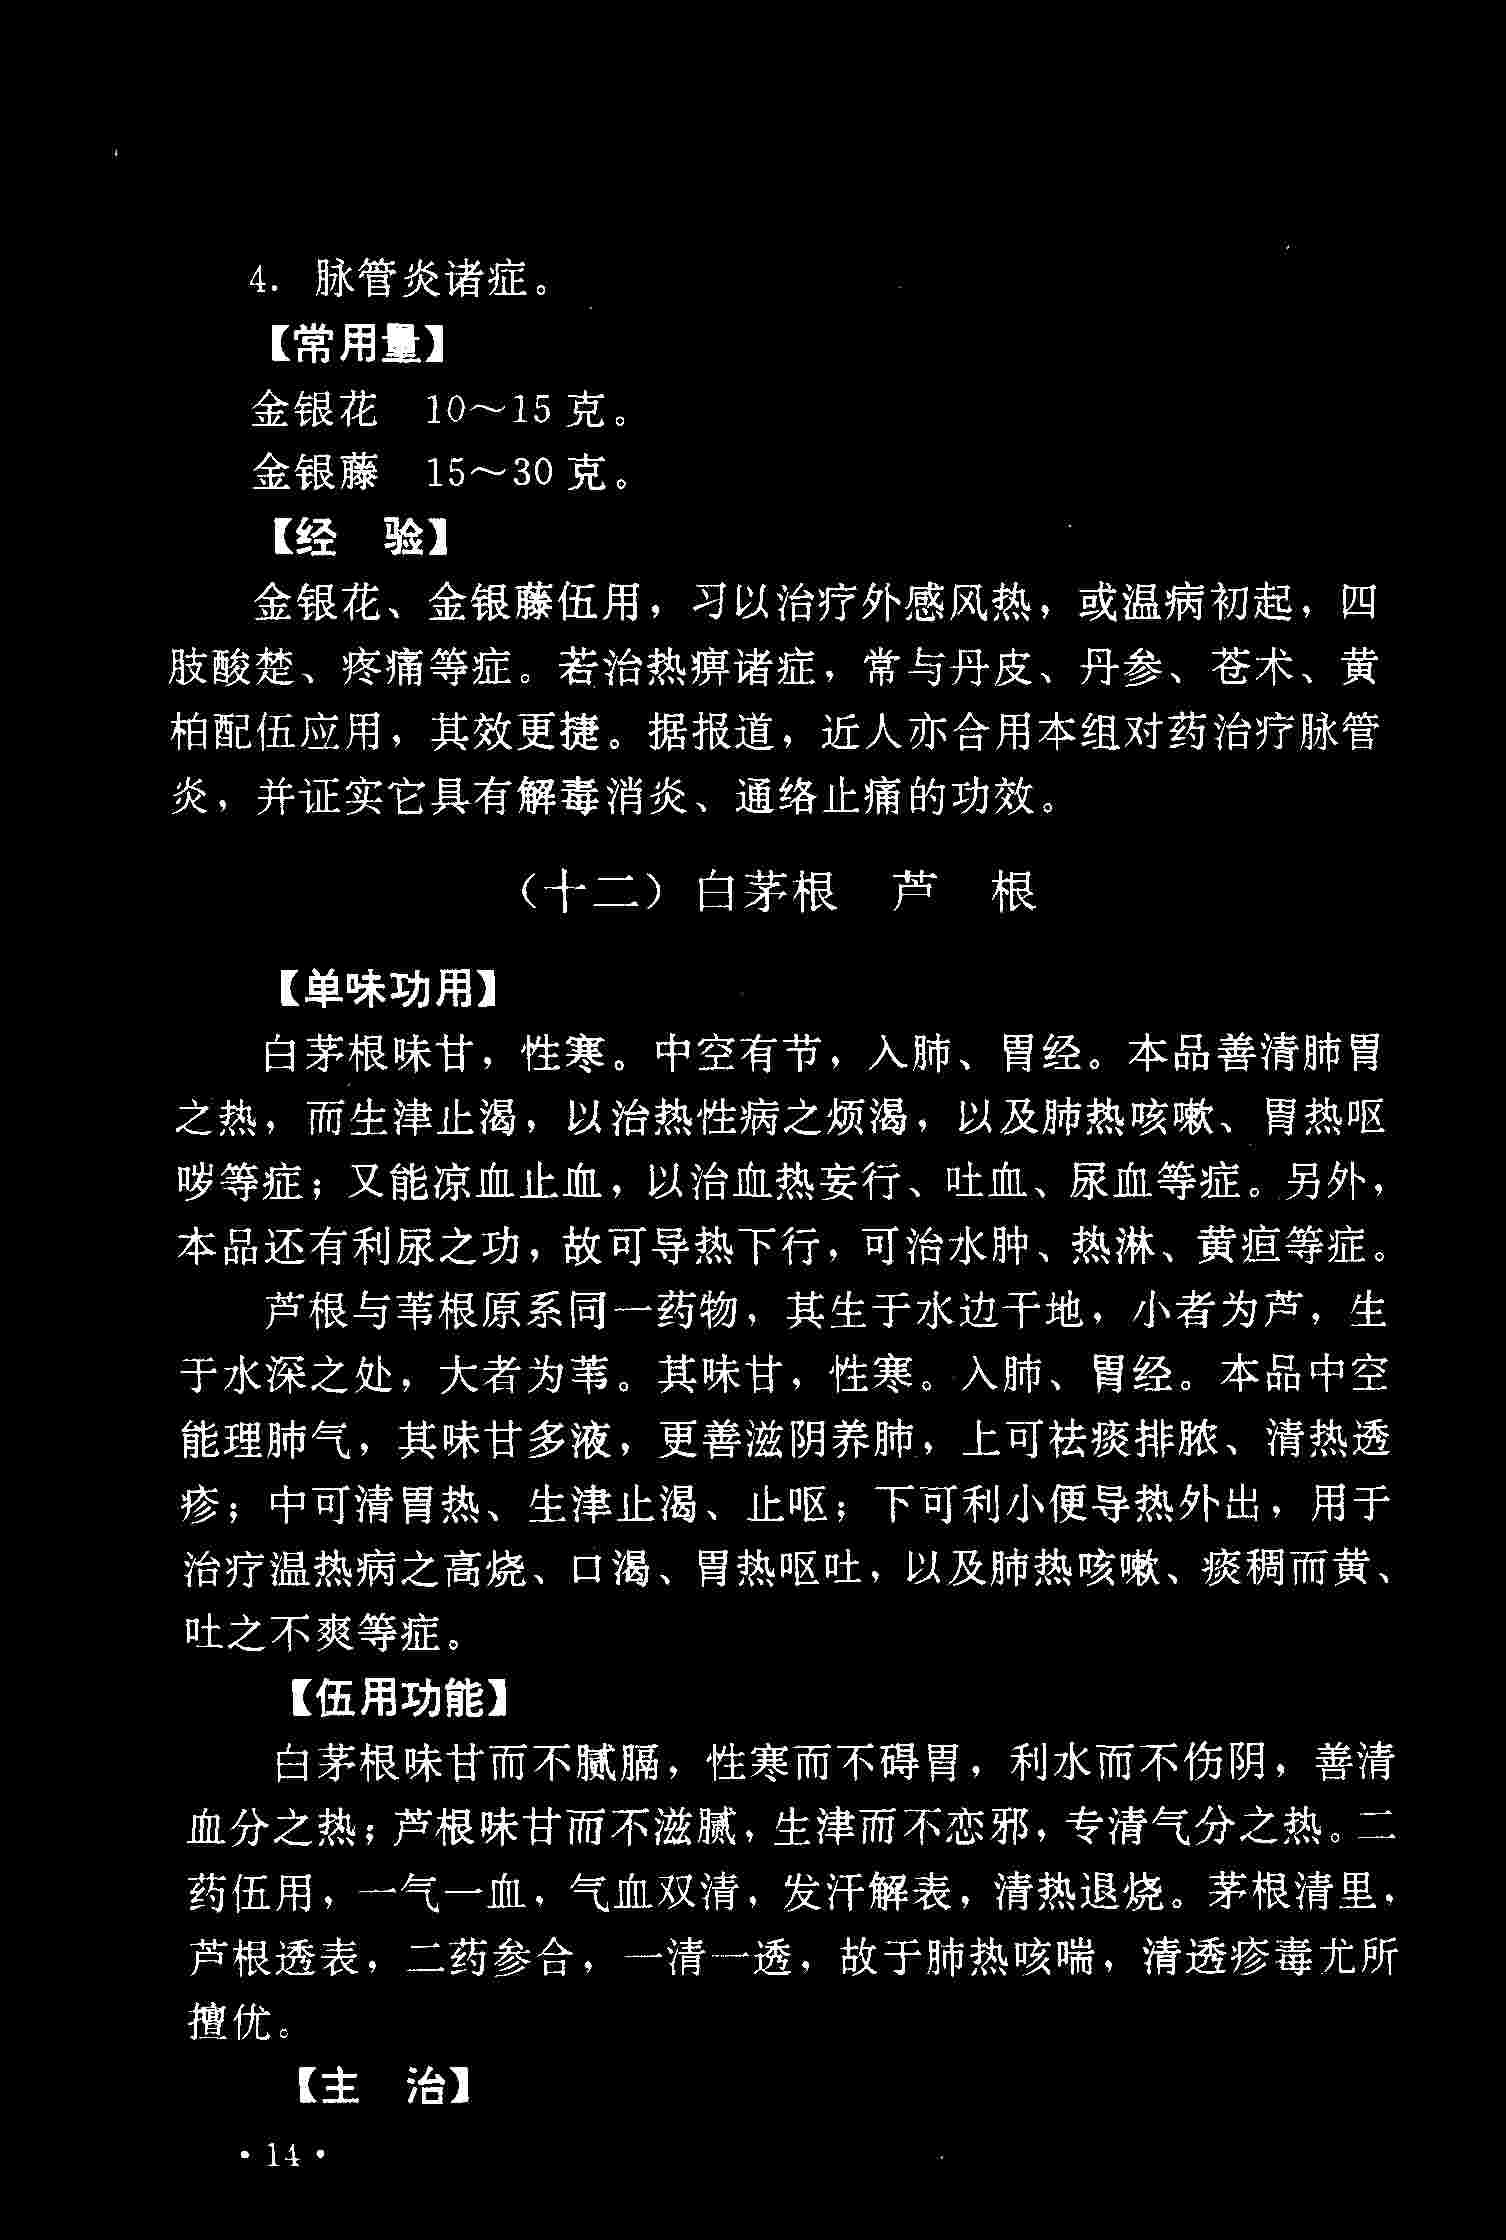 4. 脉管炎诸症。
【常用量】
金银花 10～15 克。
金银藤 15～30 克。
【经 验】
金银花、金银藤伍用，习以治疗外感风热，或温病初起，四
肢酸楚、疼痛等症。若治热痹诸症，常与丹皮、丹参、苍术、黄
柏配伍应用，其效更捷。据报道，近人亦合用本组对药治疗脉管
炎，并证实它具有解毒消炎、通络止痛的功效。
（十二）白茅根 芦 根
【单味功用】
白茅根味甘，性寒。中空有节，入肺、胃经。本品善清肺胃
之热，而生津止渴，以治热性病之烦渴，以及肺热咳嗽、胃热呕
哕等症；又能凉血止血，以治血热妄行、吐血、尿血等症。另外，
本品还有利尿之功，故可导热下行，可治水肿、热淋、黄疸等症。
芦根与苇根原系同一药物，其生于水边干地，小者为芦，生
于水深之处，大者为苇。其味甘，性寒。入肺、胃经。本品中空
能理肺气，其味甘多液，更善滋阴养肺，上可祛痰排脓、清热透
疹；中可清胃热、生津止渴、止呕；下可利小便导热外出，用于
治疗温热病之高烧、口渴、胃热呕吐，以及肺热咳嗽、痰稠而黄、
吐之不爽等症。
【伍用功能】
白茅根味甘而不腻膈，性寒而不碍胃，利水而不伤阴，善清
血分之热；芦根味甘而不滋腻，生津而不恋邪，专清气分之热。二
药伍用，一气一血，气血双清，发汗解表，清热退烧。茅根清里，
芦根透表，二药参合，一清一透，故于肺热咳喘，清透疹毒尤所
擅优。
【主 治】
· 14 ·